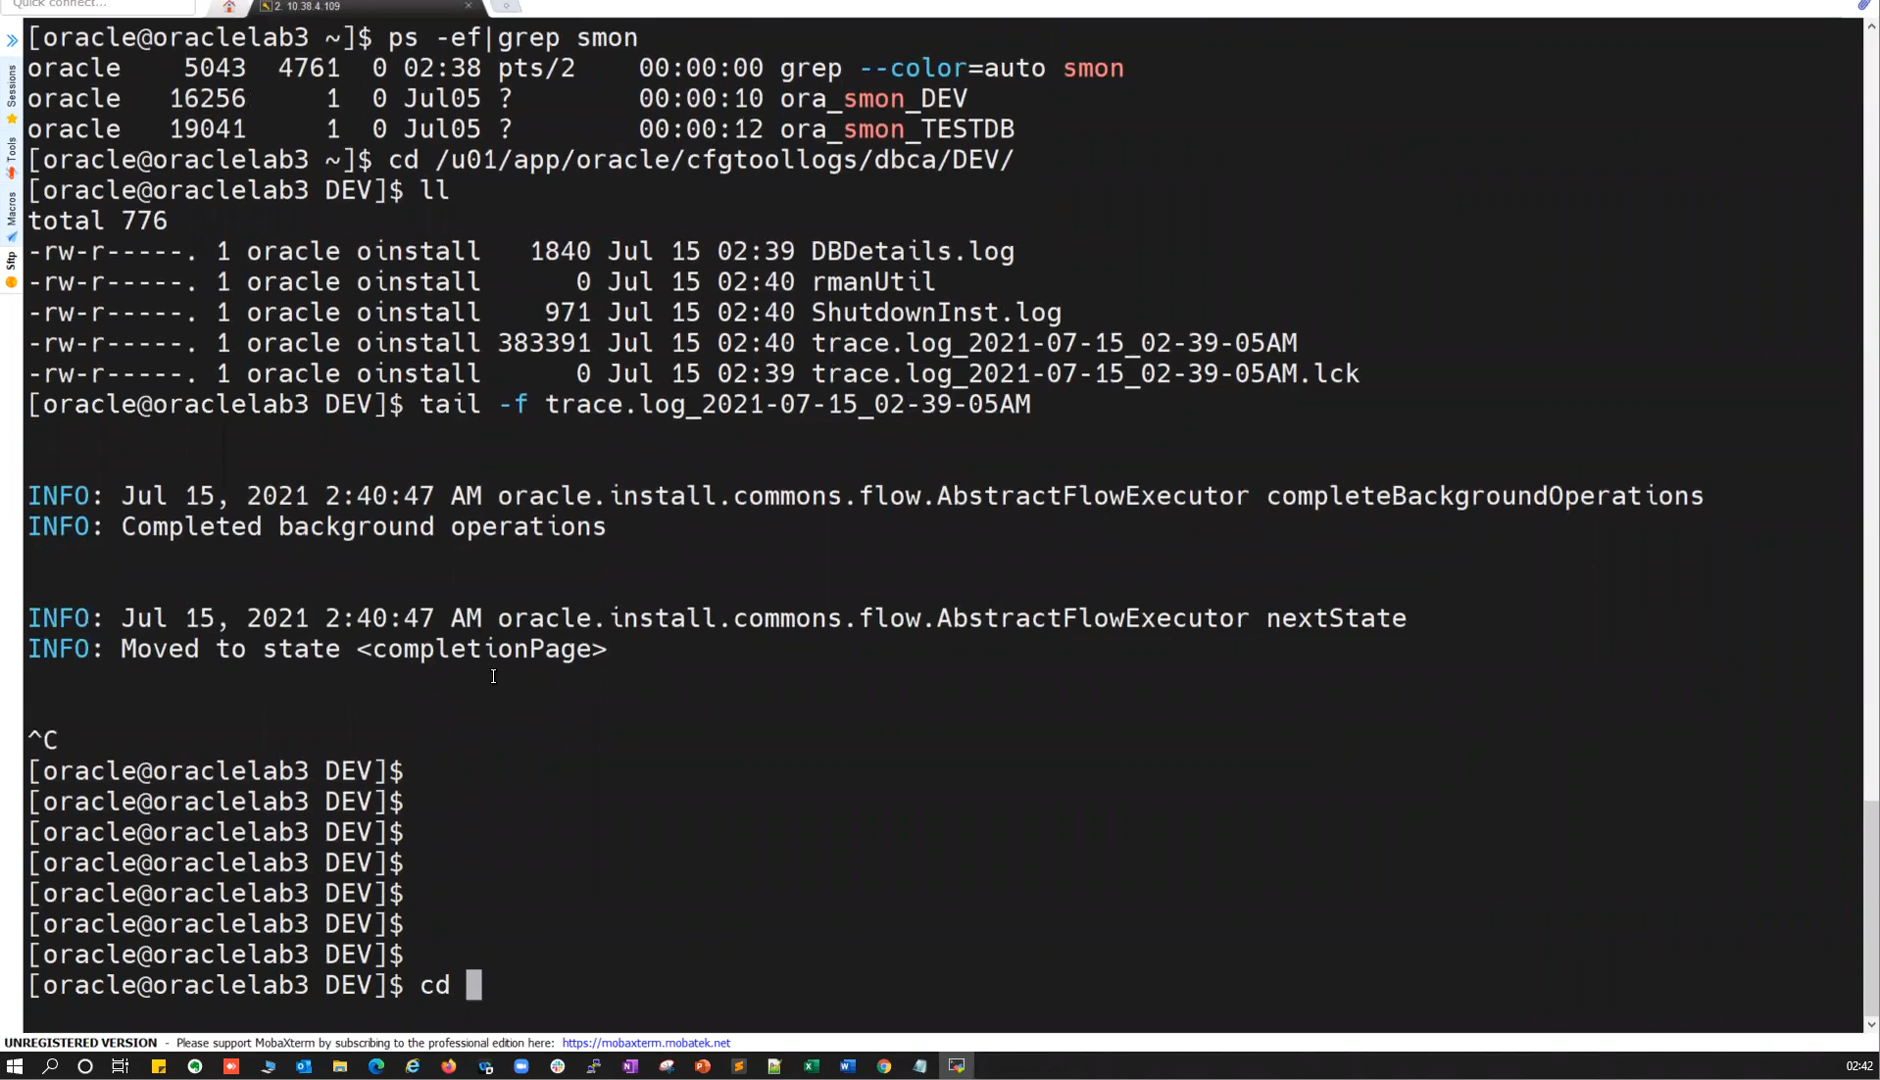 Quick connect...
2. 10.38.4.109
Sessions
Tools
Macros
Sftp
[oracle@oraclelab3 ~]$ ps -ef|grep smon
oracle 5043 4761 0 02:38 pts/2 00:00:00 grep --color=auto smon
oracle 16256 1 0 Jul05 ? 00:00:10 ora_smon_DEV
oracle 19041 1 0 Jul05 ? 00:00:12 ora_smon_TESTDB
[oracle@oraclelab3 ~]$ cd /u01/app/oracle/cfgtoollogs/dbca/DEV/
[oracle@oraclelab3 DEV]$ ll
total 776
-rw-r-----. 1 oracle oinstall 1840 Jul 15 02:39 DBDetails.log
-rw-r-----. 1 oracle oinstall 0 Jul 15 02:40 rmanUtil
-rw-r-----. 1 oracle oinstall 971 Jul 15 02:40 ShutdownInst.log
-rw-r-----. 1 oracle oinstall 383391 Jul 15 02:40 trace.log_2021-07-15_02-39-05AM
-rw-r-----. 1 oracle oinstall 0 Jul 15 02:39 trace.log_2021-07-15_02-39-05AM.lck
[oracle@oraclelab3 DEV]$ tail -f trace.log_2021-07-15_02-39-05AM
INFO: Jul 15, 2021 2:40:47 AM oracle.install.commons.flow.AbstractFlowExecutor completeBackgroundOperations
INFO: Completed background operations
INFO: Jul 15, 2021 2:40:47 AM oracle.install.commons.flow.AbstractFlowExecutor nextState
INFO: Moved to state <completionPage>
^C
[oracle@oraclelab3 DEV]$
[oracle@oraclelab3 DEV]$
[oracle@oraclelab3 DEV]$
[oracle@oraclelab3 DEV]$
[oracle@oraclelab3 DEV]$
[oracle@oraclelab3 DEV]$
[oracle@oraclelab3 DEV]$
[oracle@oraclelab3 DEV]$ cd
UNREGISTERED VERSION - Please support MobaXterm by subscribing to the professional edition here: https://mobaxterm.mobatek.net
02:42